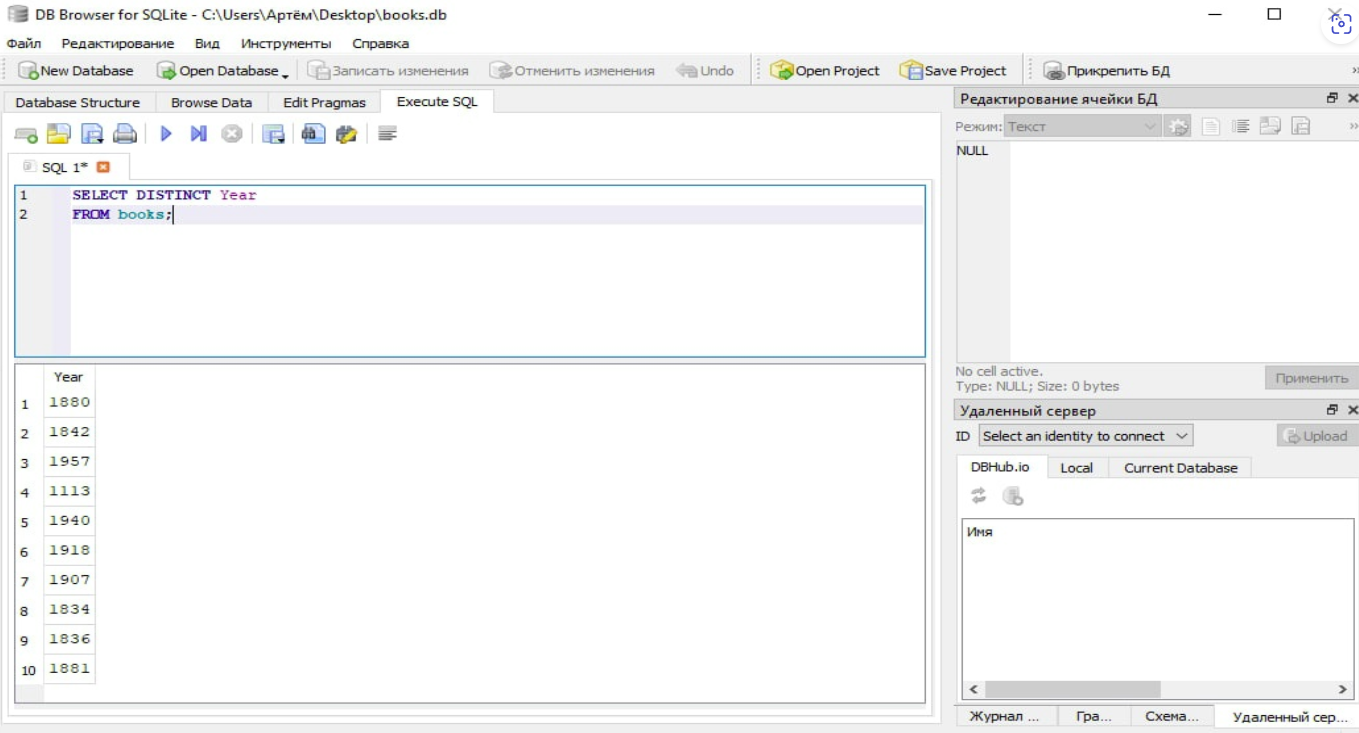 DB Browser for SQLite - C:\Users\Артём\Desktop\books.db
Файл Редактирование Вид Инструменты Справка
New Database Open Database Записать изменения Отменить изменения Undo Open Project Save Project Прикрепить БД »
Database Structure Browse Data Edit Pragmas Execute SQL
Редактирование ячейки БД
Режим: Текст »
SQL 1*
NULL
1 SELECT DISTINCT Year
2 FROM books;
No cell active.
Type: NULL; Size: 0 bytes
Применить
Year
1 1880
2 1842
3 1957
4 1113
5 1940
6 1918
7 1907
8 1834
9 1836
10 1881
Удаленный сервер
ID Select an identity to connect Upload
DBHub.io Local Current Database
Имя
Журнал ... Гра... Схема... Удаленный сер...